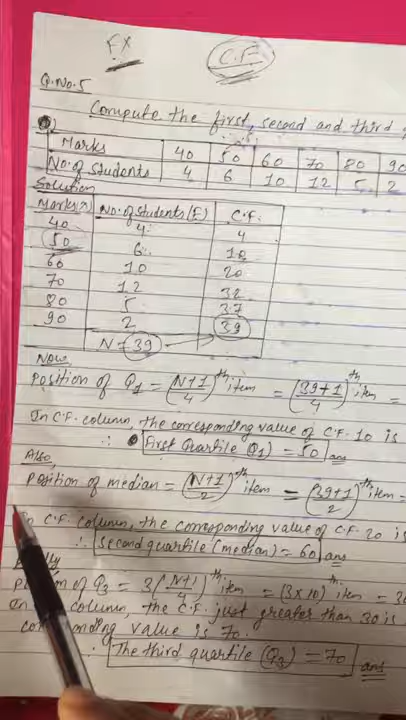 EX
C.F.
Q.No.5
Compute the first, second and third
Marks 40 50 60 70 80 90
No. of students 4 6 10 12 5 2
Solution
Marks(x) No. of students (F) C.F.
40 4 4
50 6 10
60 10 20
70 12 32
80 5 37
90 2 39
N = 39
Now,
Position of Q1 = (N+1/4)th item = (39+1/4)th item =
In C.F. column, the corresponding value of C.F. 10 is
∴ First Quartile (Q1) = 50 ans
Also,
Position of median = (N+1/2)th item = (39+1/2)th item =
In C.F. column, the corresponding value of C.F. 20 is
∴ Second quartile (median) = 60 ans
of Q3 = 3(N+1/4)th item = (3x10)th item = 30
In column, the C.F. just greater than 30 is
value is 70.
∴ The third quartile (Q3) = 70 ans